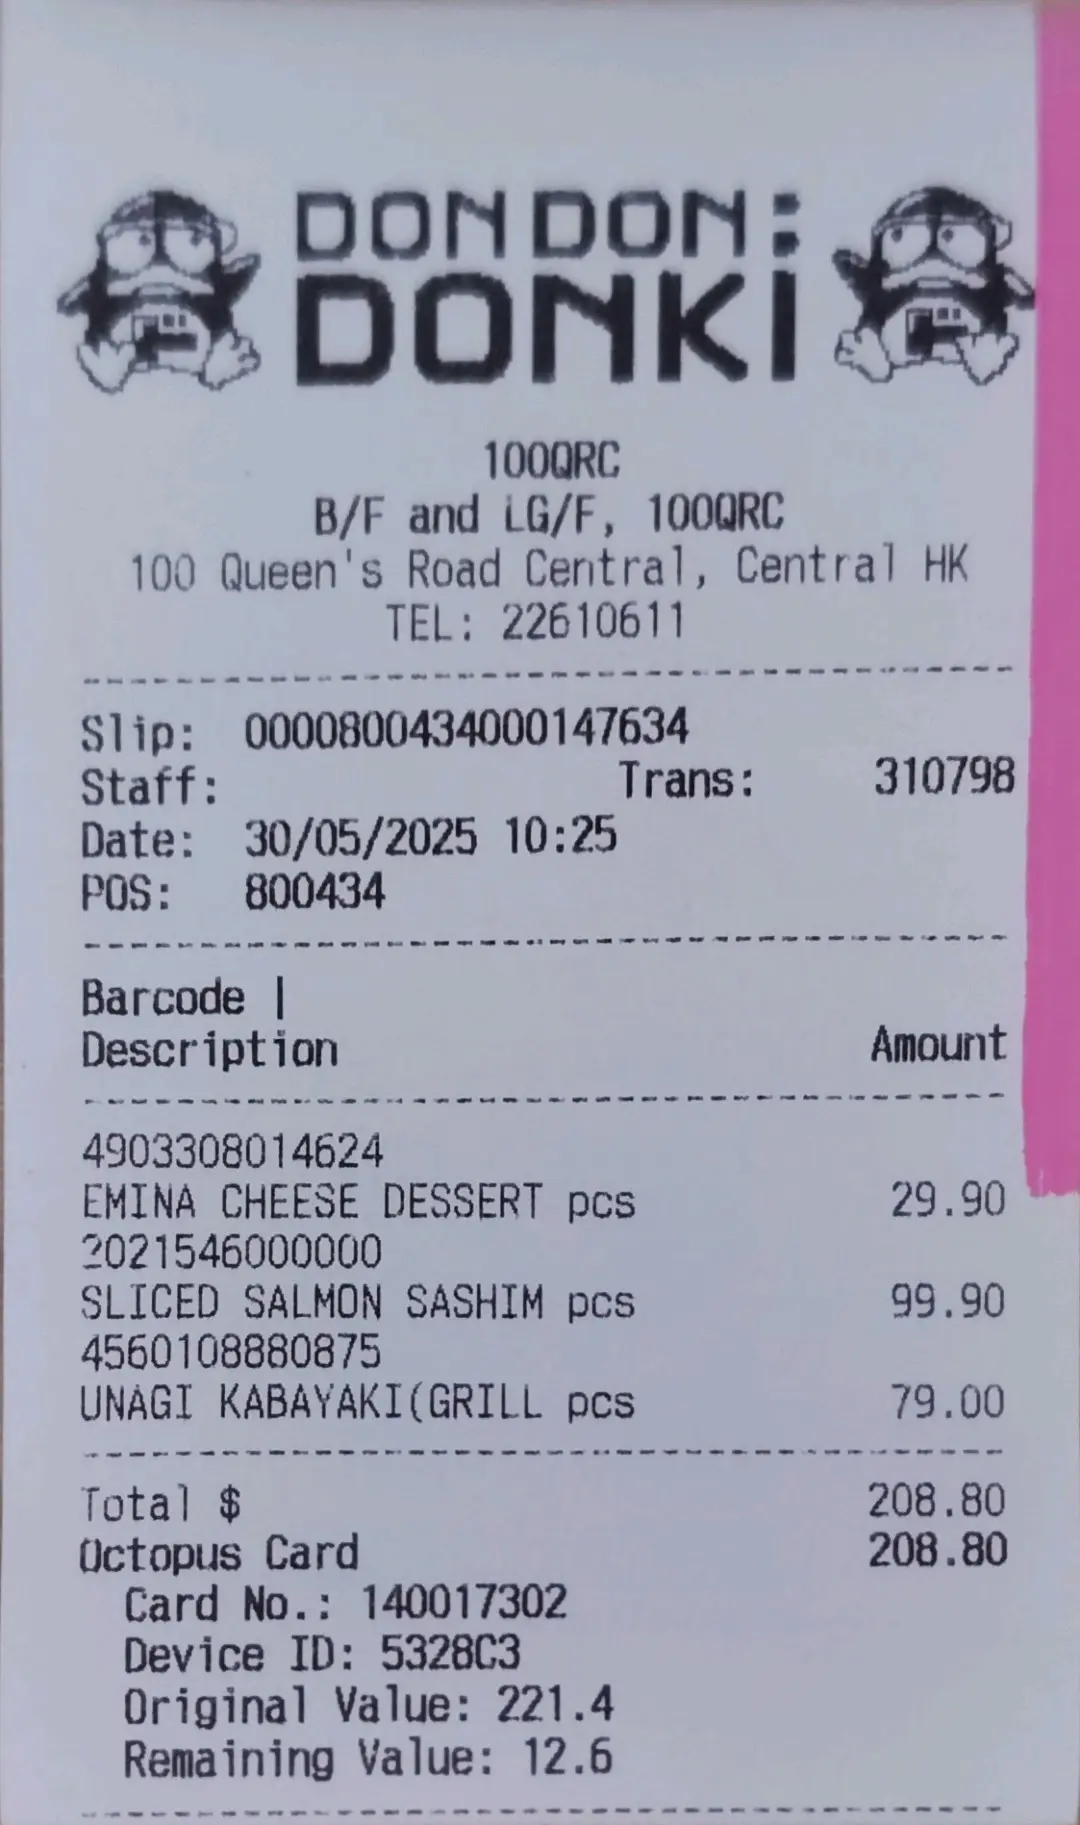 DON DON:
DONKi
100QRC
B/F and LG/F, 100QRC
100 Queen's Road Central, Central HK
TEL: 22610611
Slip: 0000800434000147634
Staff: Trans: 310798
Date: 30/05/2025 10:25
POS: 800434
Barcode |
Description Amount
4903308014624
EMINA CHEESE DESSERT pcs 29.90
2021546000000
SLICED SALMON SASHIM pcs 99.90
4560108880875
UNAGI KABAYAKI(GRILL pcs 79.00
Total $ 208.80
Octopus Card 208.80
Card No.: 140017302
Device ID: 5328C3
Original Value: 221.4
Remaining Value: 12.6